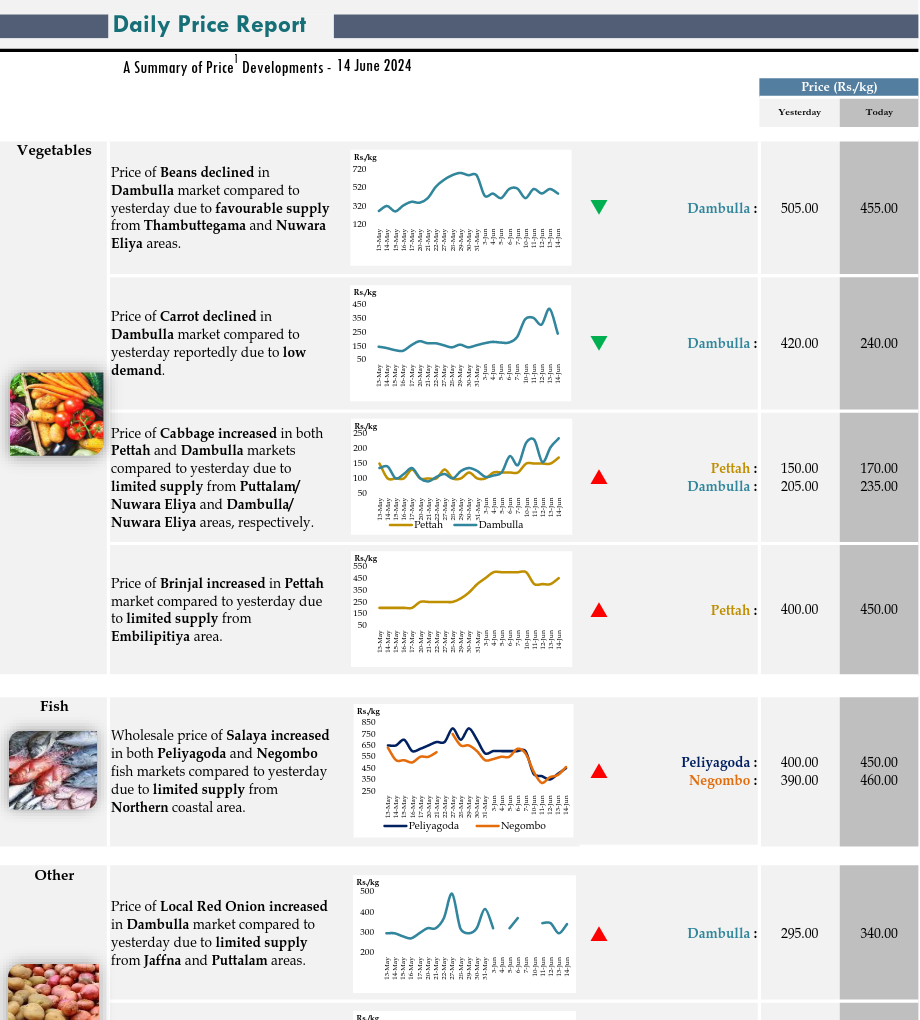 Daily Price Report
A Summary of Price1 Developments - 14 June 2024
Price (Rs./kg)
Yesterday Today
Vegetables
Price of Beans declined in
Dambulla market compared to
yesterday due to favourable supply
from Thambuttegama and Nuwara
Eliya areas.
Rs./kg
720
520
320
120
13-May 14-May 15-May 16-May 17-May 20-May 21-May 22-May 27-May 28-May 29-May 30-May 31-May 3-Jun 4-Jun 5-Jun 6-Jun 7-Jun 10-Jun 11-Jun 12-Jun 13-Jun 14-Jun
Dambulla : 505.00 455.00
Price of Carrot declined in
Dambulla market compared to
yesterday reportedly due to low
demand.
Rs./kg
450
350
250
150
50
13-May 14-May 15-May 16-May 17-May 20-May 21-May 22-May 27-May 28-May 29-May 30-May 31-May 3-Jun 4-Jun 5-Jun 6-Jun 7-Jun 10-Jun 11-Jun 12-Jun 13-Jun 14-Jun
Dambulla : 420.00 240.00
Price of Cabbage increased in both
Pettah and Dambulla markets
compared to yesterday due to
limited supply from Puttalam/
Nuwara Eliya and Dambulla/
Nuwara Eliya areas, respectively.
Rs./kg
250
200
150
100
50
13-May 14-May 15-May 16-May 17-May 20-May 21-May 22-May 27-May 28-May 29-May 30-May 31-May 3-Jun 4-Jun 5-Jun 6-Jun 7-Jun 10-Jun 11-Jun 12-Jun 13-Jun 14-Jun
Pettah Dambulla
Pettah : 150.00 170.00
Dambulla : 205.00 235.00
Price of Brinjal increased in Pettah
market compared to yesterday due
to limited supply from
Embilipitiya area.
Rs./kg
550
450
350
250
150
50
13-May 14-May 15-May 16-May 17-May 20-May 21-May 22-May 27-May 28-May 29-May 30-May 31-May 3-Jun 4-Jun 5-Jun 6-Jun 7-Jun 10-Jun 11-Jun 12-Jun 13-Jun 14-Jun
Pettah : 400.00 450.00
Fish
Wholesale price of Salaya increased
in both Peliyagoda and Negombo
fish markets compared to yesterday
due to limited supply from
Northern coastal area.
Rs./kg
850
750
650
550
450
350
250
13-May 14-May 15-May 16-May 17-May 20-May 21-May 22-May 27-May 28-May 29-May 30-May 31-May 3-Jun 4-Jun 5-Jun 6-Jun 7-Jun 10-Jun 11-Jun 12-Jun 13-Jun 14-Jun
Peliyagoda Negombo
Peliyagoda : 400.00 450.00
Negombo : 390.00 460.00
Other
Price of Local Red Onion increased
in Dambulla market compared to
yesterday due to limited supply
from Jaffna and Puttalam areas.
Rs./kg
500
400
300
200
13-May 14-May 15-May 16-May 17-May 20-May 21-May 22-May 27-May 28-May 29-May 30-May 31-May 3-Jun 4-Jun 5-Jun 6-Jun 7-Jun 10-Jun 11-Jun 12-Jun 13-Jun 14-Jun
Dambulla : 295.00 340.00
Rs./kg